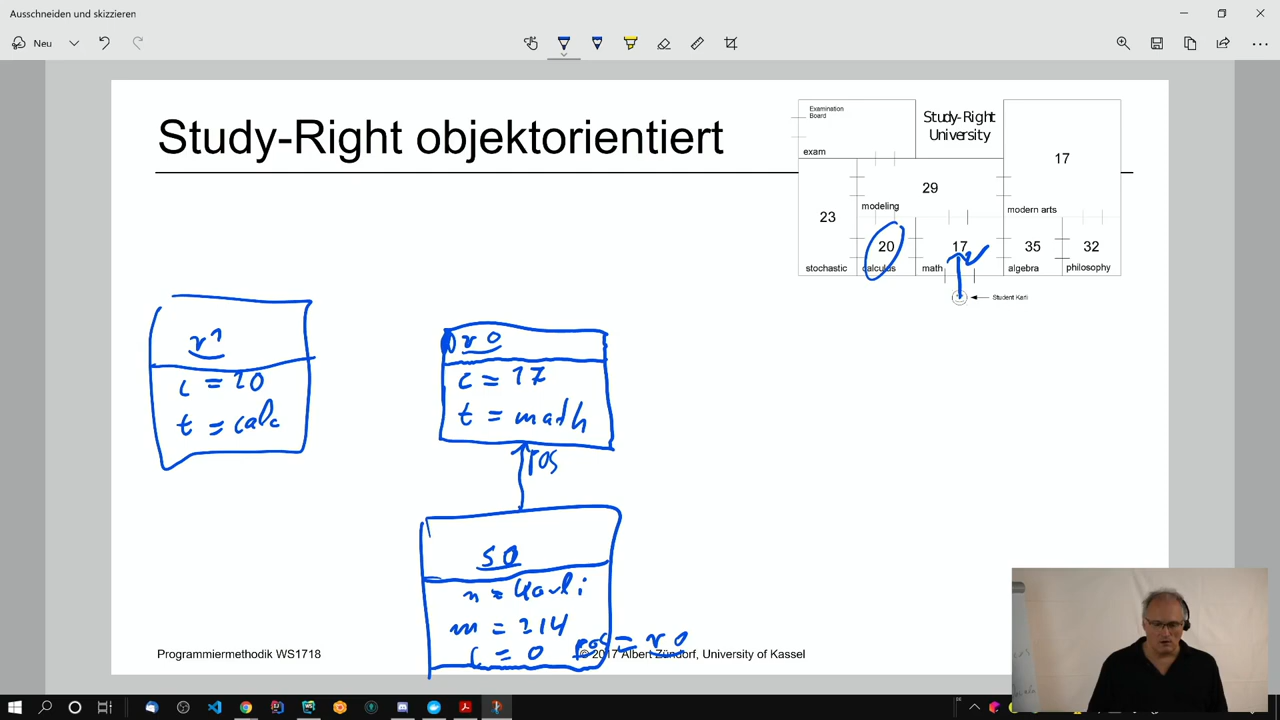 Ausschneiden und skizzieren
Neu
Study-Right objektorientiert
Examination
Board
exam
Study-Right
University
17
29
modeling
modern arts
23
20
17
35
32
stochastic
calculus
math
algebra
philosophy
Student Karli
r1
c = 20
t = calc
r0
c = 17
t = math
pos
s0
n = Karli
m = 214
c = 0
pos = r0
Programmiermethodik WS1718
© 2017 Albert Zündorf, University of Kassel